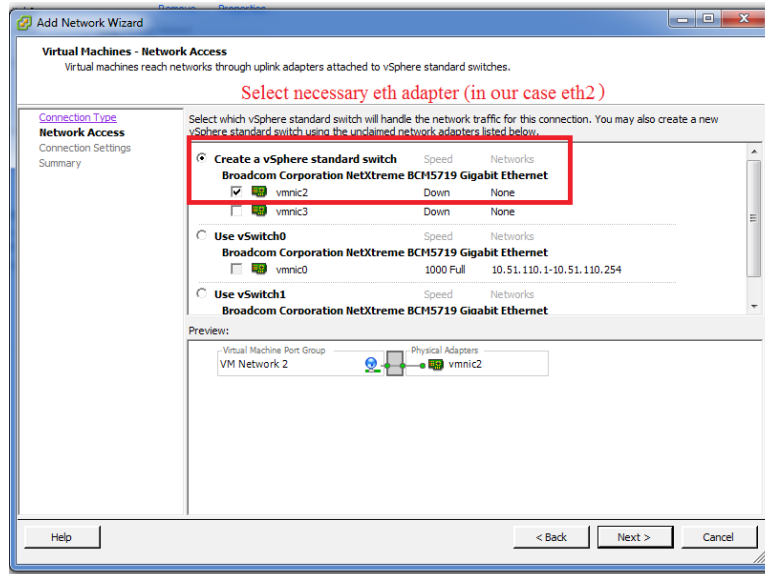 Remove Properties
Add Network Wizard
Virtual Machines - Network Access
Virtual machines reach networks through uplink adapters attached to vSphere standard switches.
Select necessary eth adapter (in our case eth2 )
Connection Type
Network Access
Connection Settings
Summary
Select which vSphere standard switch will handle the network traffic for this connection. You may also create a new
vSphere standard switch using the unclaimed network adapters listed below.
Create a vSphere standard switch Speed Networks
Broadcom Corporation NetXtreme BCM5719 Gigabit Ethernet
vmnic2 Down None
vmnic3 Down None
Use vSwitch0 Speed Networks
Broadcom Corporation NetXtreme BCM5719 Gigabit Ethernet
vmnic0 1000 Full 10.51.110.1-10.51.110.254
Use vSwitch1 Speed Networks
Broadcom Corporation NetXtreme BCM5719 Gigabit Ethernet
Preview:
Virtual Machine Port Group Physical Adapters
VM Network 2 vmnic2
Help < Back Next > Cancel